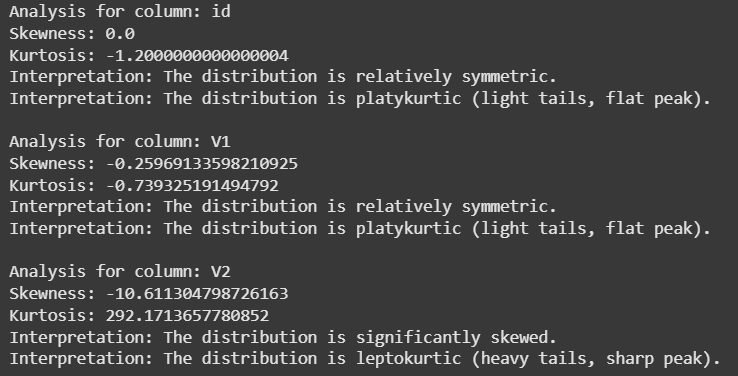 Analysis for column: id
Skewness: 0.0
Kurtosis: -1.2000000000000004
Interpretation: The distribution is relatively symmetric.
Interpretation: The distribution is platykurtic (light tails, flat peak).
Analysis for column: V1
Skewness: -0.25969133598210925
Kurtosis: -0.739325191494792
Interpretation: The distribution is relatively symmetric.
Interpretation: The distribution is platykurtic (light tails, flat peak).
Analysis for column: V2
Skewness: -10.611304798726163
Kurtosis: 292.1713657780852
Interpretation: The distribution is significantly skewed.
Interpretation: The distribution is leptokurtic (heavy tails, sharp peak).